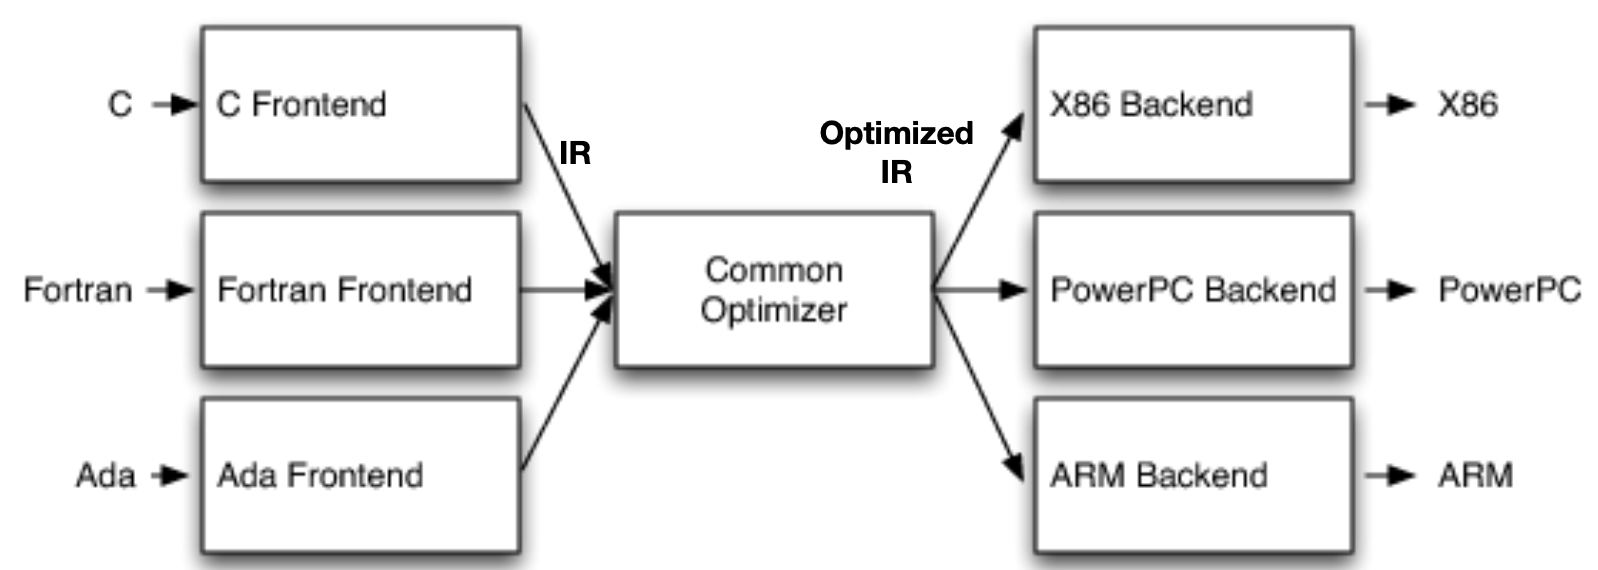 C
C Frontend
IR
Optimized
IR
X86 Backend
X86
Fortran
Fortran Frontend
Common
Optimizer
PowerPC Backend
PowerPC
Ada
Ada Frontend
ARM Backend
ARM